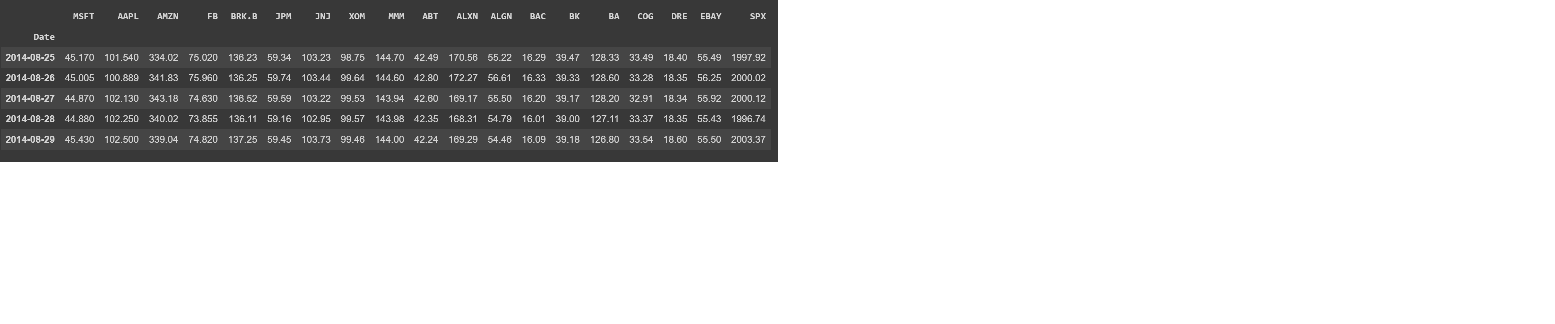 MSFT AAPL AMZN FB BRK.B JPM JNJ XOM MMM ABT ALXN ALGN BAC BK BA COG DRE EBAY SPX
Date
2014-08-25 45.170 101.540 334.02 75.020 136.23 59.34 103.23 98.75 144.70 42.49 170.56 55.22 16.29 39.47 128.33 33.49 18.40 55.49 1997.92
2014-08-26 45.005 100.889 341.83 75.960 136.25 59.74 103.44 99.64 144.60 42.80 172.27 56.61 16.33 39.33 128.60 33.28 18.35 56.25 2000.02
2014-08-27 44.870 102.130 343.18 74.630 136.52 59.59 103.22 99.53 143.94 42.60 169.17 55.50 16.20 39.17 128.20 32.91 18.34 55.92 2000.12
2014-08-28 44.880 102.250 340.02 73.855 136.11 59.16 102.95 99.57 143.98 42.35 168.31 54.79 16.01 39.00 127.11 33.37 18.35 55.43 1996.74
2014-08-29 45.430 102.500 339.04 74.820 137.25 59.45 103.73 99.46 144.00 42.24 169.29 54.46 16.09 39.18 126.80 33.54 18.60 55.50 2003.37